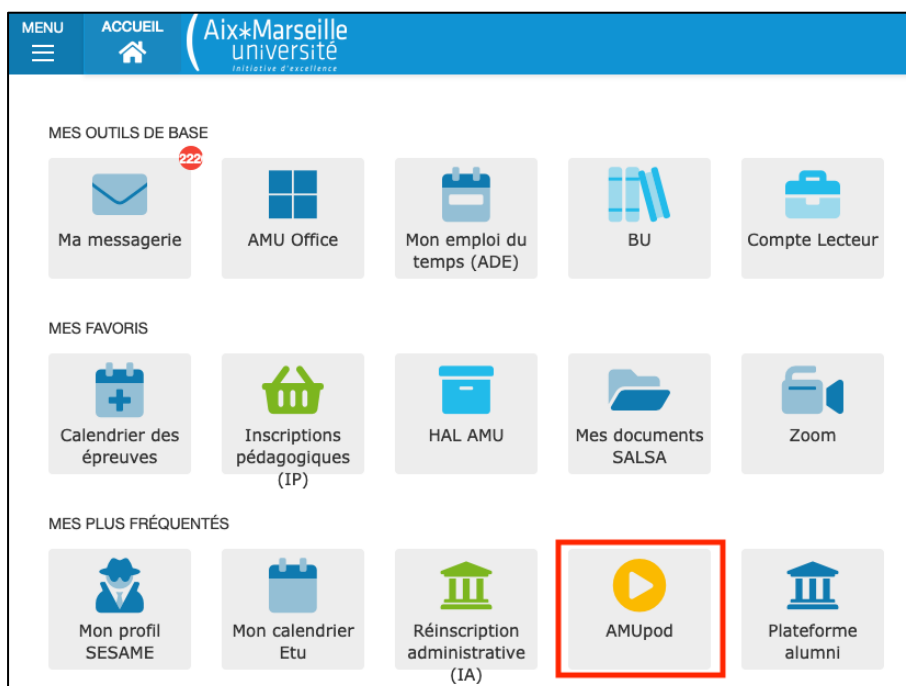 MENU
ACCUEIL
Aix*Marseille
université
Initiative d'excellence
MES OUTILS DE BASE
222
Ma messagerie
AMU Office
Mon emploi du
temps (ADE)
BU
Compte Lecteur
MES FAVORIS
Calendrier des
épreuves
Inscriptions
pédagogiques
(IP)
HAL AMU
Mes documents
SALSA
Zoom
MES PLUS FRÉQUENTÉS
Mon profil
SESAME
Mon calendrier
Etu
Réinscription
administrative
(IA)
AMUpod
Plateforme
alumni